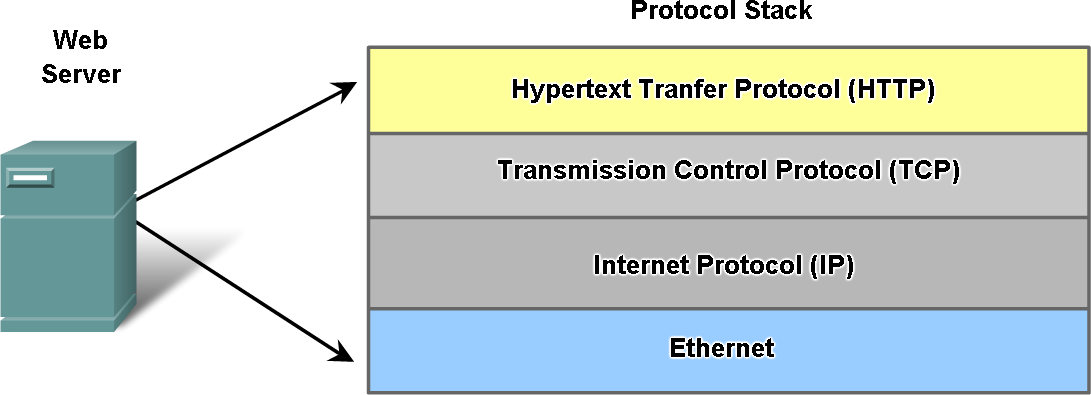 Protocol Stack
Web
Server
Hypertext Tranfer Protocol (HTTP)
Transmission Control Protocol (TCP)
Internet Protocol (IP)
Ethernet